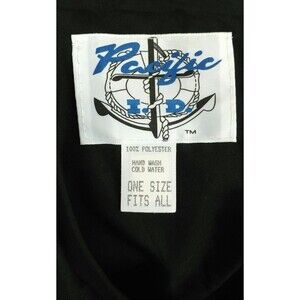 Pacific
I.D.
TM
100% POLYESTER
HAND WASH
COLD WATER
ONE SIZE
FITS ALL